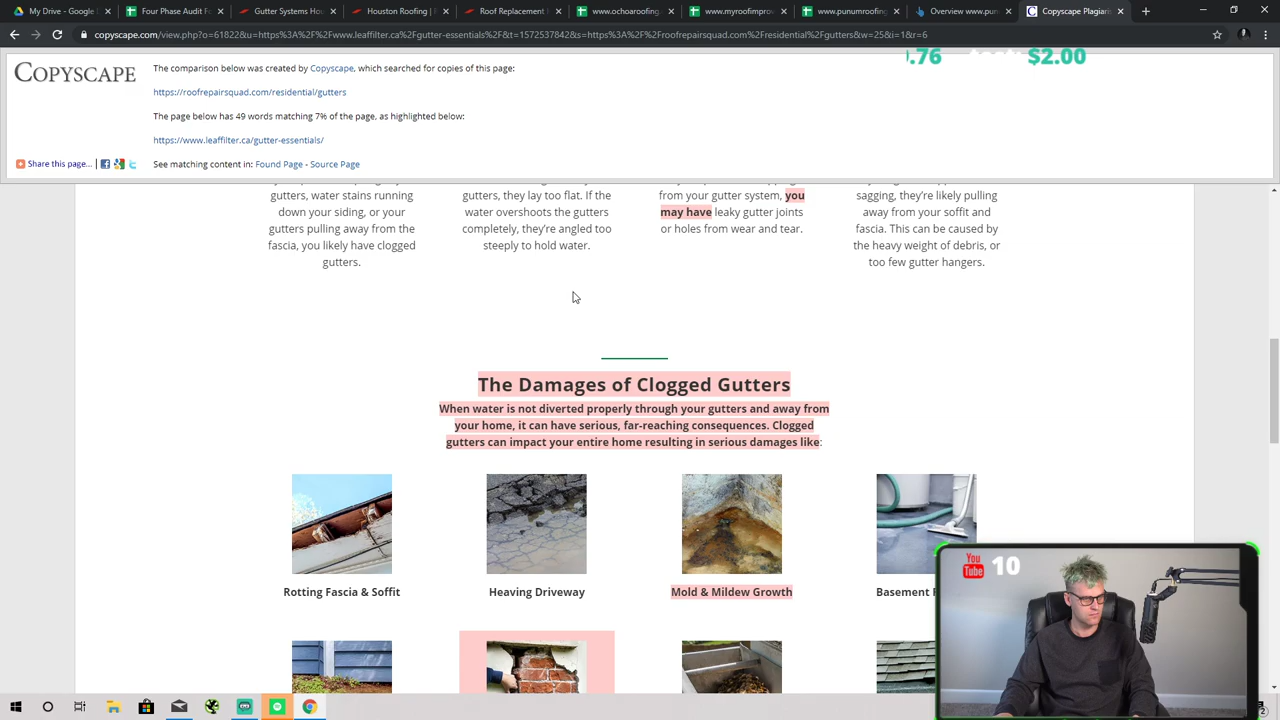 My Drive - Google
Four Phase Audit F
Gutters
Houston Roofing |
Roof Replacement
www.ochoaroofing
www.myroofimpro
www.punumroofing
Overview: www.r
Copyscape Plagiari
copyscape.com/view.php?o=61822&u=https%3A%2F%2Fwww.leaffilter.ca%2Fgutter-essentials%2F&t=1572537842&s=https%3A%2F%2Froofrepairsquad.com%2Fresidential%2Fgutters&w=25&i=1&r=6
.76
$2.00
COPYSCAPE
The comparison below was created by Copyscape, which searched for copies of this page:
https://roofrepairsquad.com/residential/gutters
The page below has 49 words matching 7% of the page, as highlighted below:
https://www.leaffilter.ca/gutter-essentials/
Share this page... |
See matching content in: Found Page - Source Page
gutters, water stains running
down your siding, or your
gutters pulling away from the
fascia, you likely have clogged
gutters.
gutters, they lay too flat. If the
water overshoots the gutters
completely, they're angled too
steeply to hold water.
from your gutter system, you
may have leaky gutter joints
or holes from wear and tear.
sagging, they're likely pulling
away from your soffit and
fascia. This can be caused by
the heavy weight of debris, or
too few gutter hangers.
The Damages of Clogged Gutters
When water is not diverted properly through your gutters and away from
your home, it can have serious, far-reaching consequences. Clogged
gutters can impact your entire home resulting in serious damages like:
Rotting Fascia & Soffit
Heaving Driveway
Mold & Mildew Growth
Basement
You
Tube
10
2